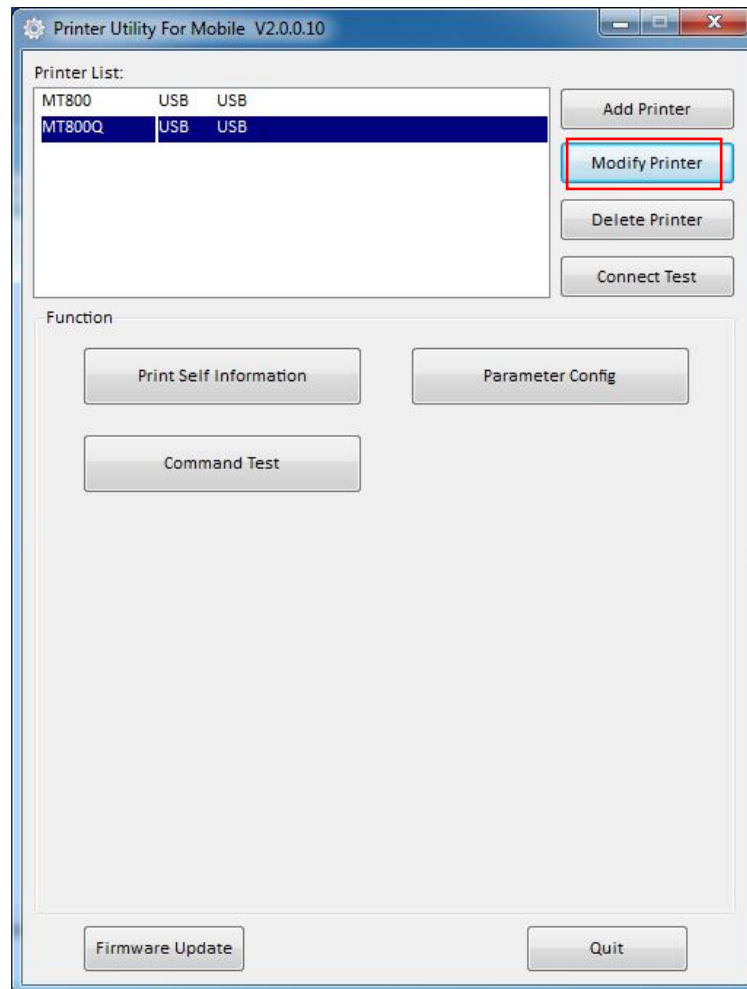 Printer Utility For Mobile V2.0.0.10
Printer List:
MT800 USB USB
MT800Q USB USB
Add Printer
Modify Printer
Delete Printer
Connect Test
Function
Print Self Information
Parameter Config
Command Test
Firmware Update
Quit